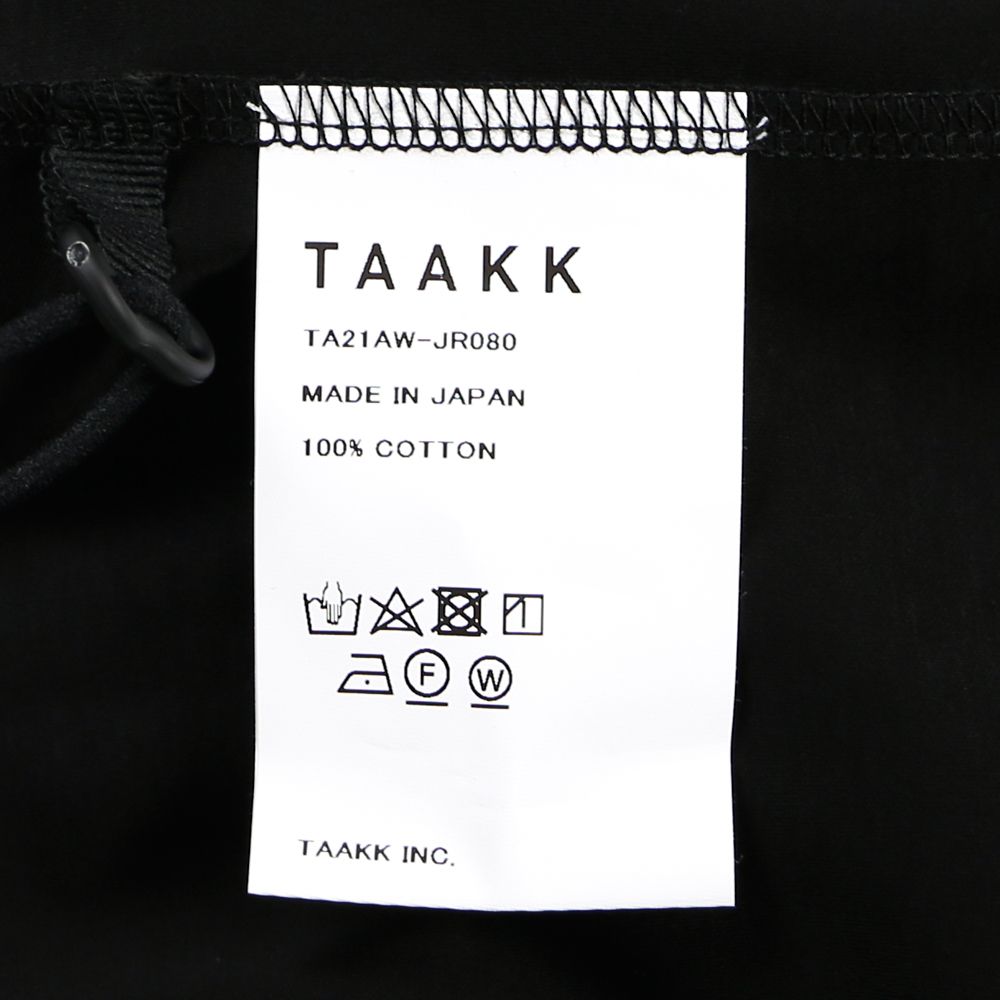 TAAKK
TA21AW-JR080
MADE IN JAPAN
100% COTTON
F W
TAAKK INC.